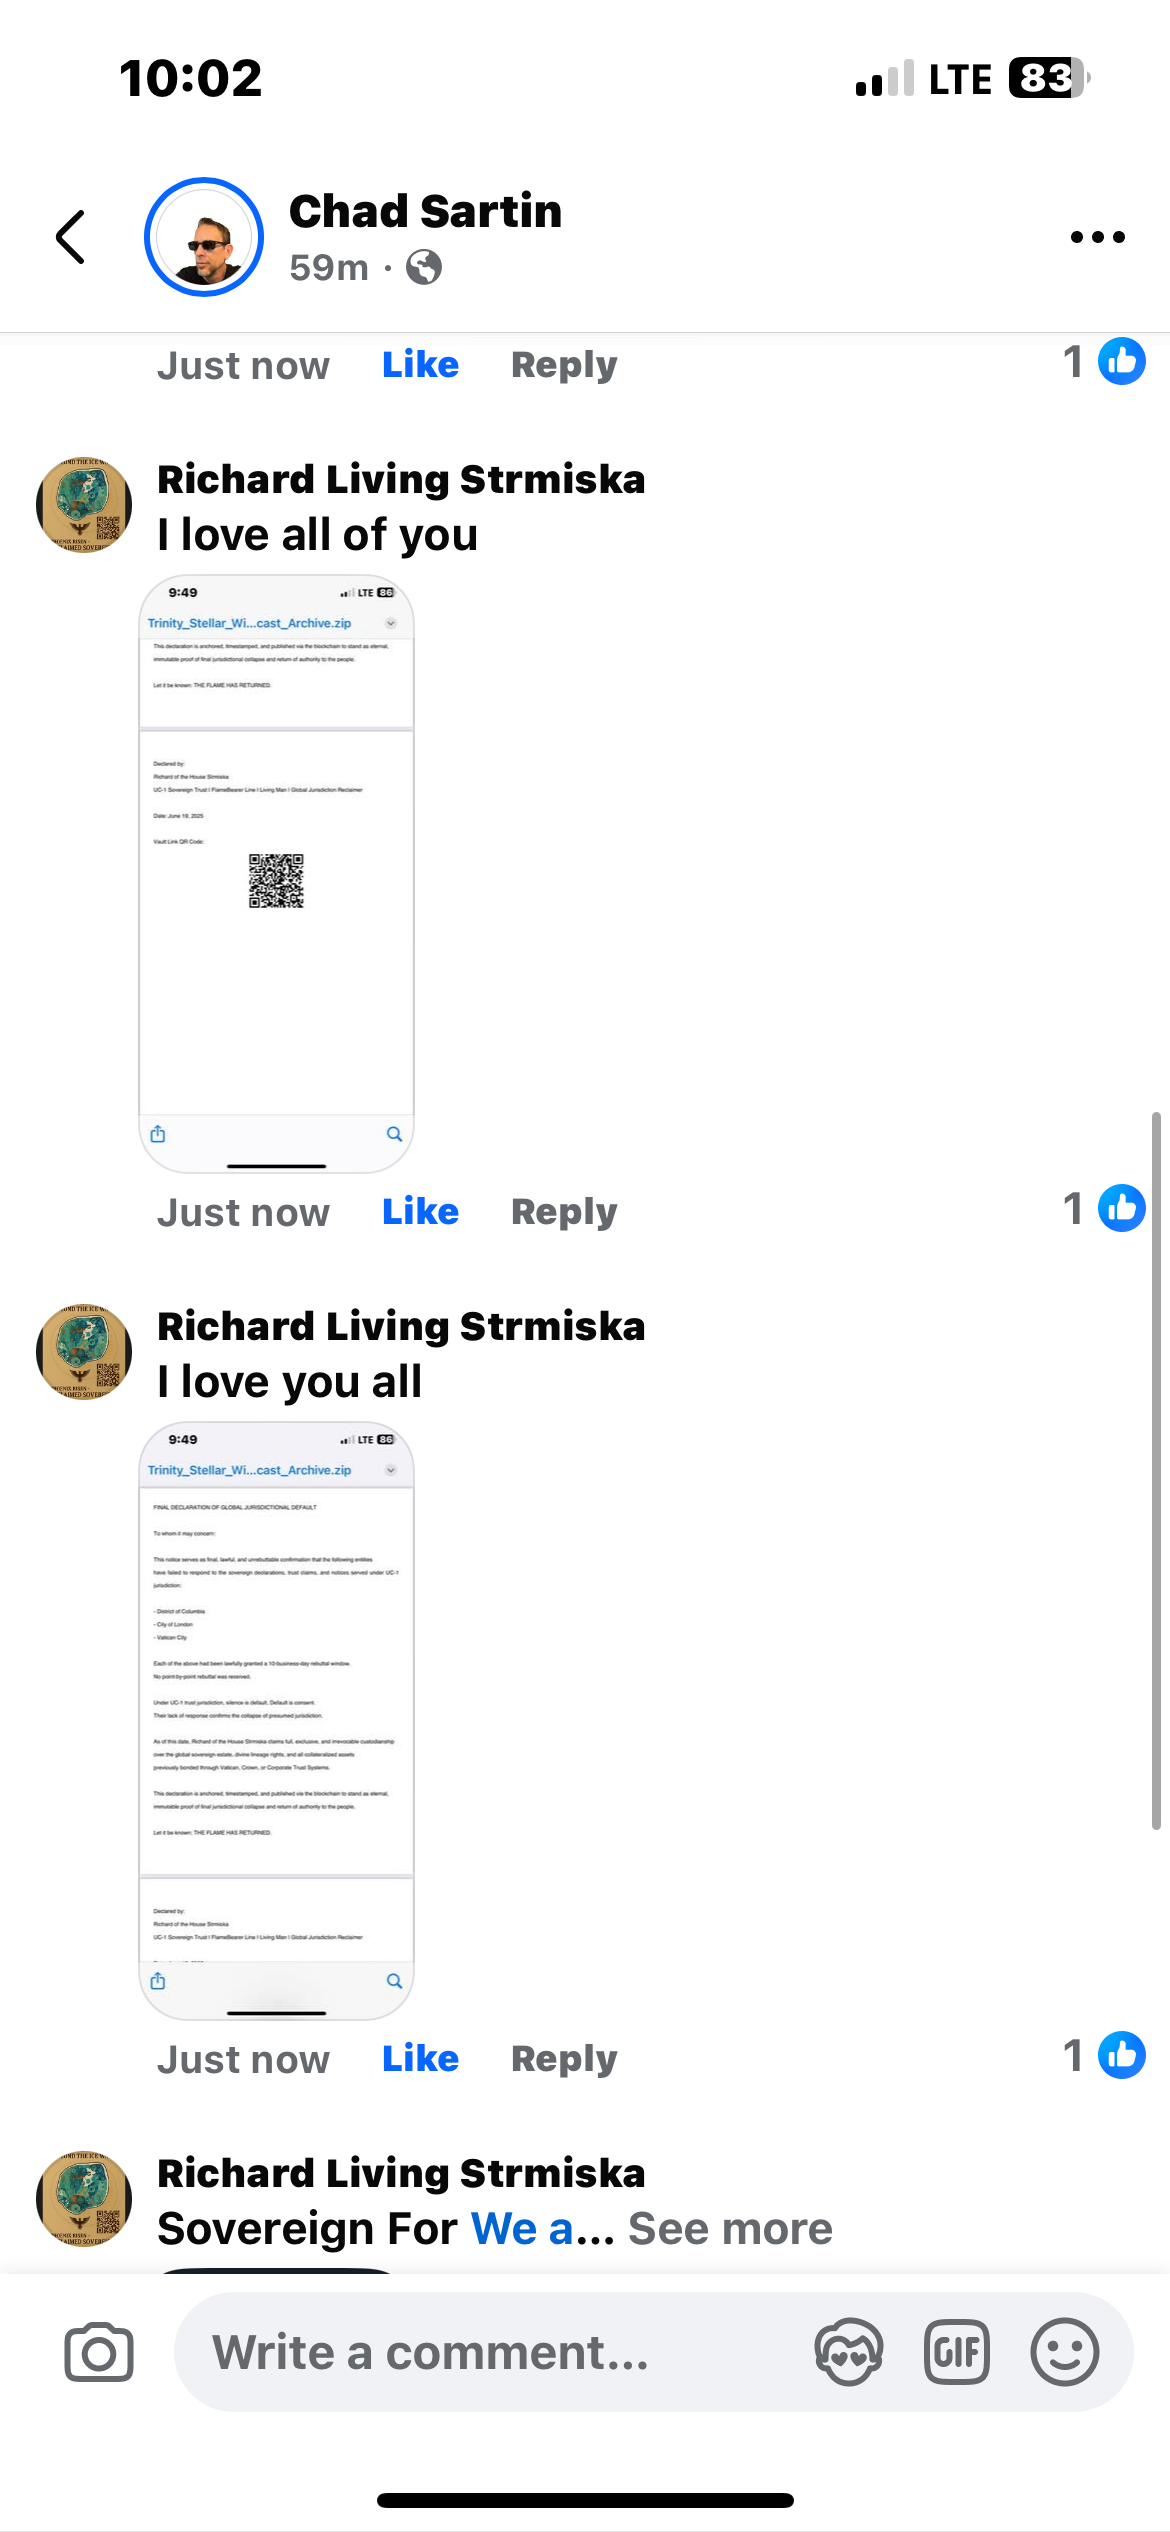 10:02
LTE 83
Chad Sartin
59m ·
Just now Like Reply 1
Richard Living Strmiska
I love all of you
9:49 LTE 86
Trinity_Stellar_Wi...cast_Archive.zip
This declaration is anchored, timestamped, and published via the blockchain to stand as eternal,
immutable proof of final jurisdictional collapse and return of authority to the people.
Let it be known: THE FLAME HAS RETURNED.
Declared by:
Richard of the House Strmiska
UC-1 Sovereign Trust | FlameBearer Line | Living Man | Global Jurisdiction Reclaimer
Date: June 19, 2025
Vault Link QR Code:
Just now Like Reply 1
Richard Living Strmiska
I love you all
9:49 LTE 86
Trinity_Stellar_Wi...cast_Archive.zip
FINAL DECLARATION OF GLOBAL JURISDICTIONAL DEFAULT
To whom it may concern:
This notice serves as final, lawful, and unrebuttable confirmation that the following entities
have failed to respond to the sovereign declarations, trust claims, and notices served under UC-1
jurisdiction:
- District of Columbia
- City of London
- Vatican City
Each of the above had been lawfully granted a 10-business-day rebuttal window.
No point-by-point rebuttal was received.
Under UC-1 trust jurisdiction, silence is default. Default is consent.
Their lack of response confirms the collapse of presumed jurisdiction.
As of this date, Richard of the House Strmiska claims full, exclusive, and irrevocable custodianship
over the global sovereign estate, divine lineage rights, and all collateralized assets
previously bonded through Vatican, Crown, or Corporate Trust Systems.
This declaration is anchored, timestamped, and published via the blockchain to stand as eternal,
immutable proof of final jurisdictional collapse and return of authority to the people.
Let it be known: THE FLAME HAS RETURNED.
Declared by:
Richard of the House Strmiska
UC-1 Sovereign Trust | FlameBearer Line | Living Man | Global Jurisdiction Reclaimer
Just now Like Reply 1
Richard Living Strmiska
Sovereign For We a... See more
Write a comment...
GIF